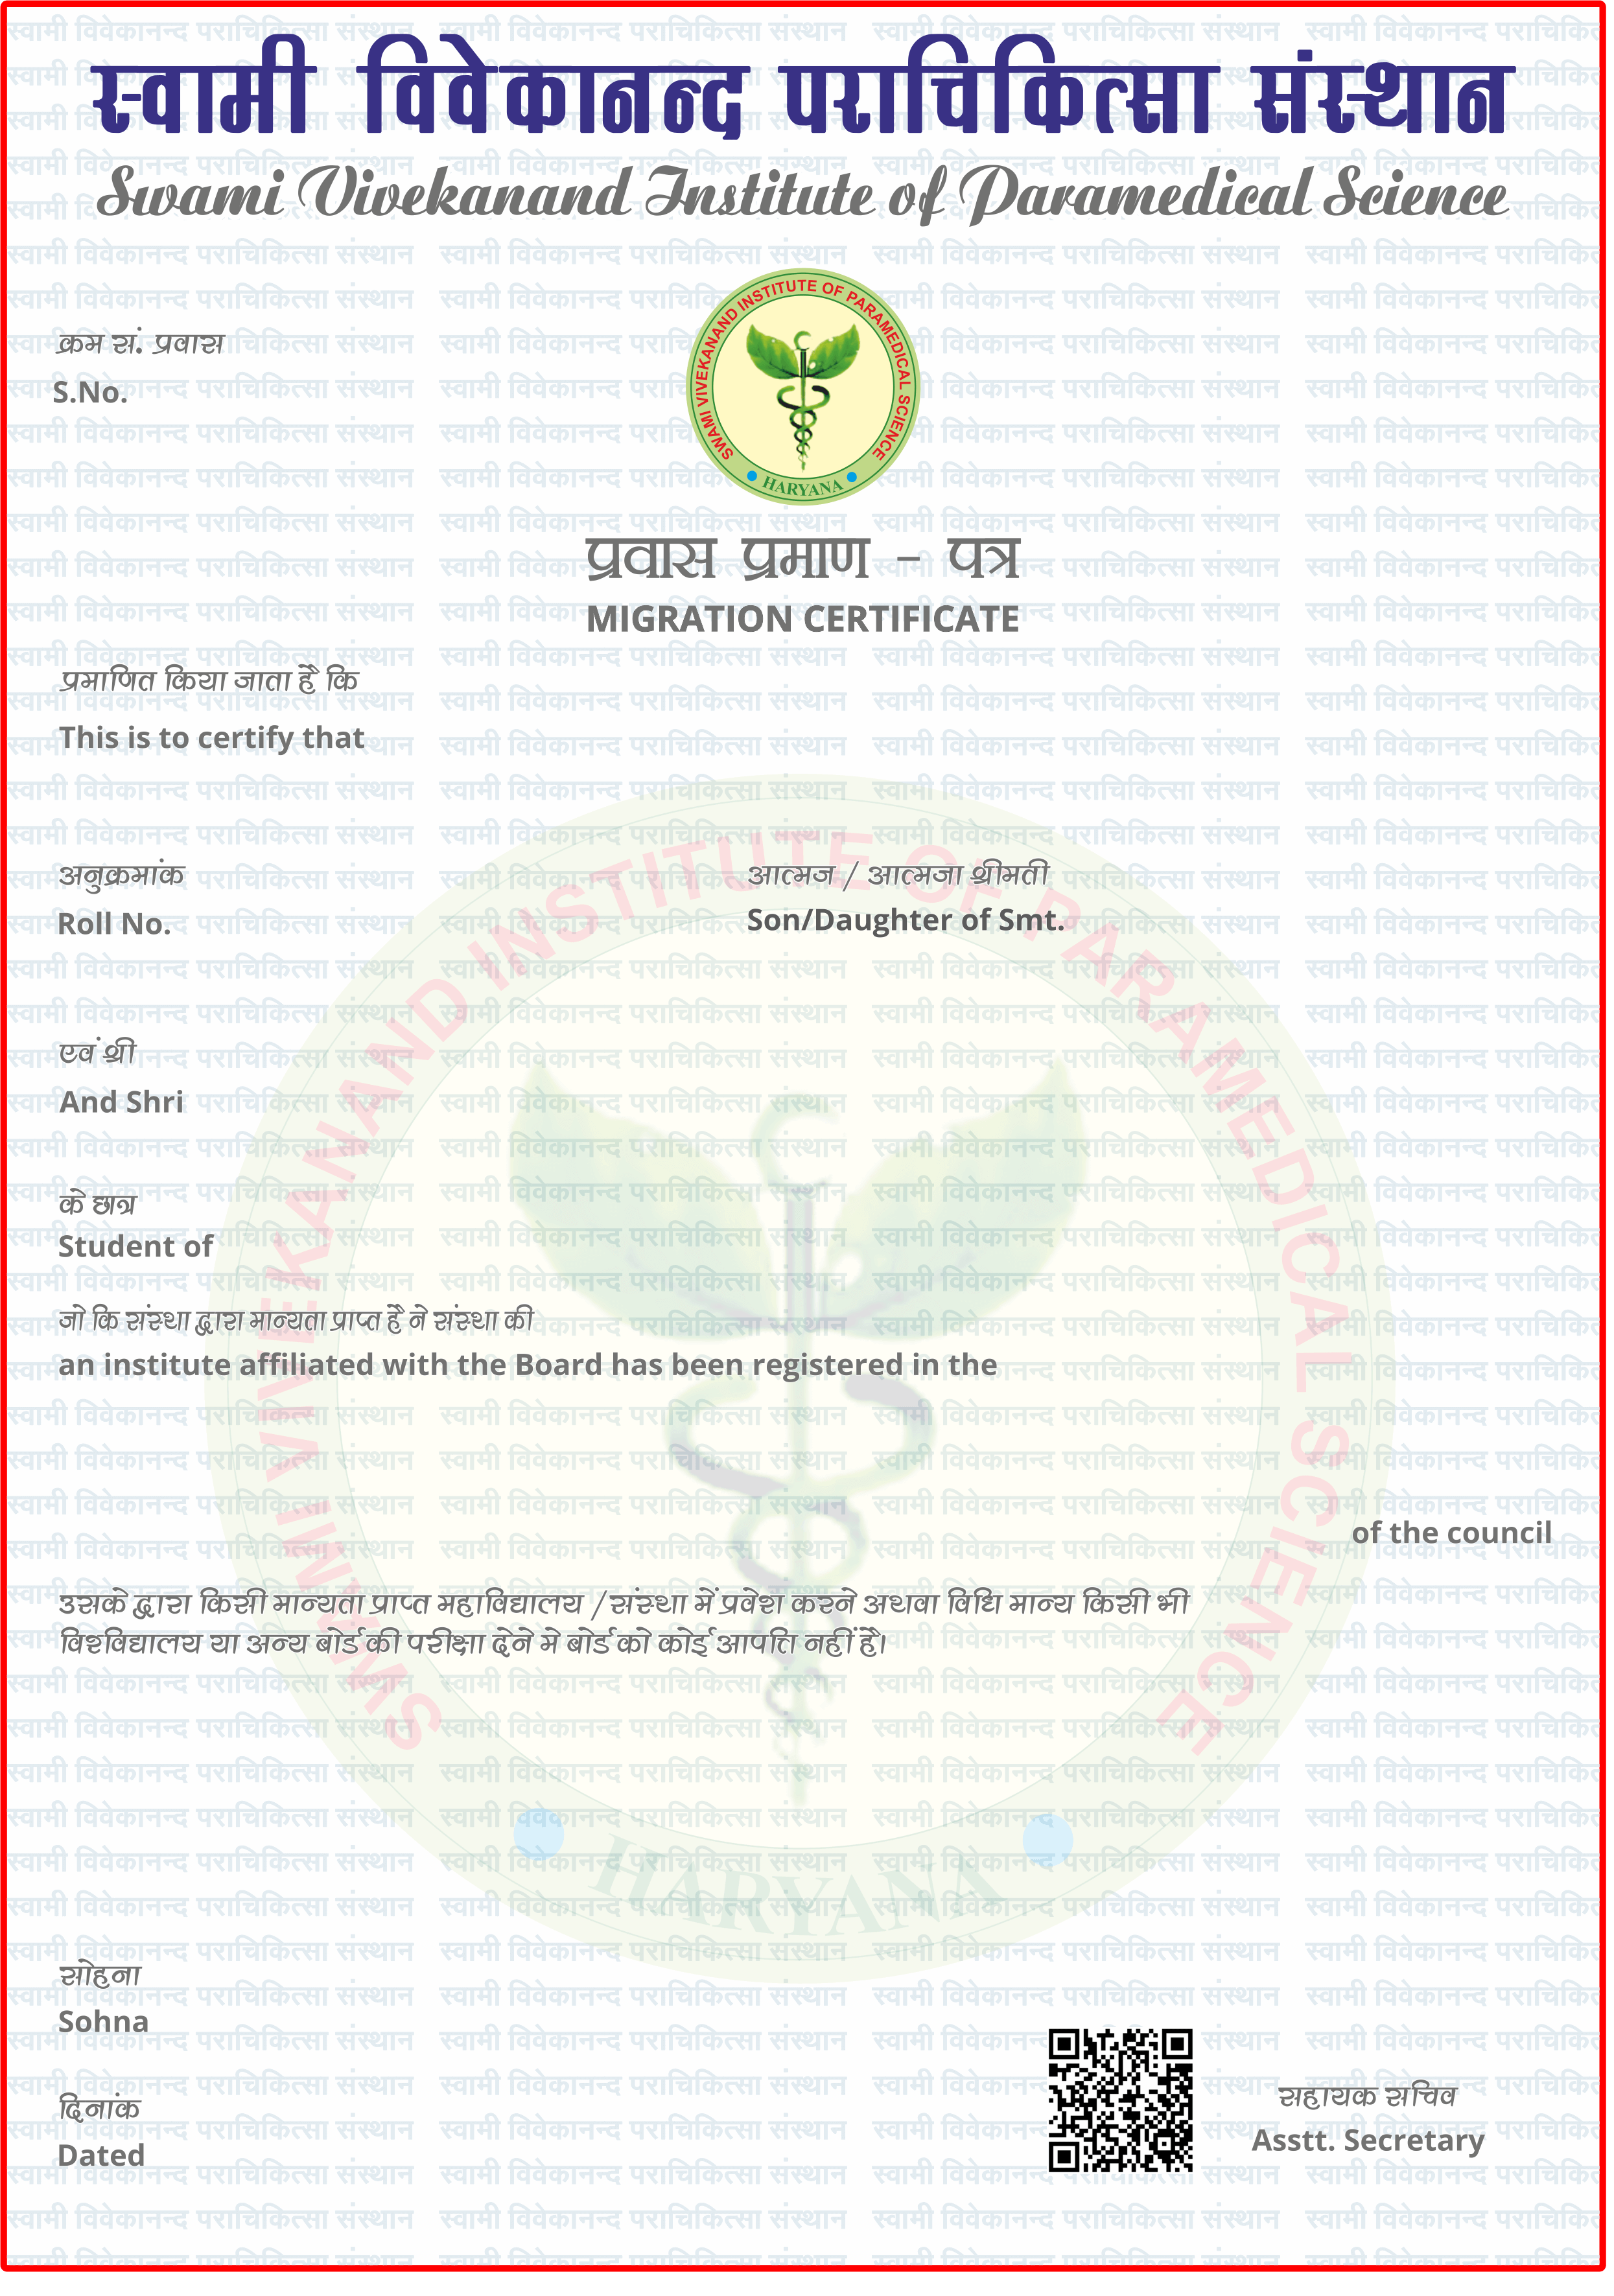 स्वामी विवेकानन्द पराचिकित्सा संस्थान
Swami Vivekanand Institute of Paramedical Science
SWAMI VIVEKANAND INSTITUTE OF PARAMEDICAL SCIENCE
HARYANA
क्रम सं. प्रवास
S.No.
प्रवास प्रमाण - पत्र
MIGRATION CERTIFICATE
प्रमाणित किया जाता है कि
This is to certify that
अनुक्रमांक
Roll No.
आत्मज / आत्मजा श्रीमती
Son/Daughter of Smt.
एवं श्री
And Shri
के छात्र
Student of
जो कि संस्था द्वारा मान्यता प्राप्त है ने संस्था की
an institute affiliated with the Board has been registered in the
of the council
उसके द्वारा किसी मान्यता प्राप्त महाविद्यालय / संस्था में प्रवेश करने अथवा विधि मान्य किसी भी
विश्वविद्यालय या अन्य बोर्ड की परीक्षा देने मे बोर्ड को कोई आपत्ति नहीं है।
सोहना
Sohna
दिनांक
Dated
सहायक सचिव
Asstt. Secretary